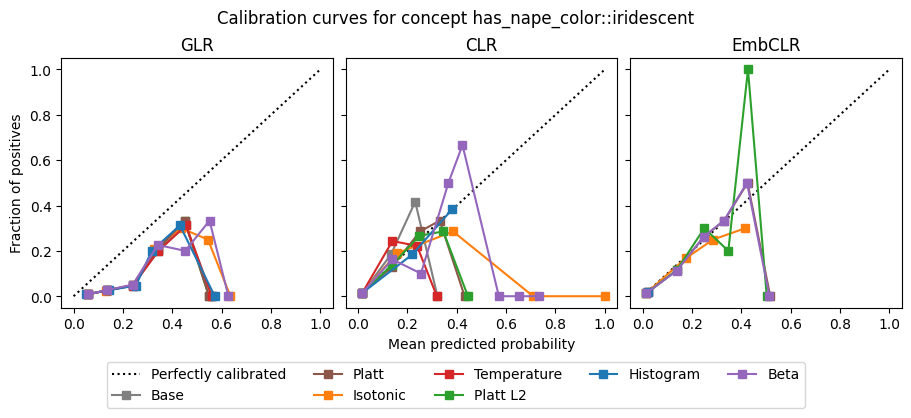 Calibration curves for concept has_nape_color::iridescent
GLR
CLR
EmbCLR
Fraction of positives
1.0
0.8
0.6
0.4
0.2
0.0
0.0 0.2 0.4 0.6 0.8 1.0
0.0 0.2 0.4 0.6 0.8 1.0
0.0 0.2 0.4 0.6 0.8 1.0
Mean predicted probability
Perfectly calibrated
Base
Platt
Isotonic
Temperature
Platt L2
Histogram
Beta